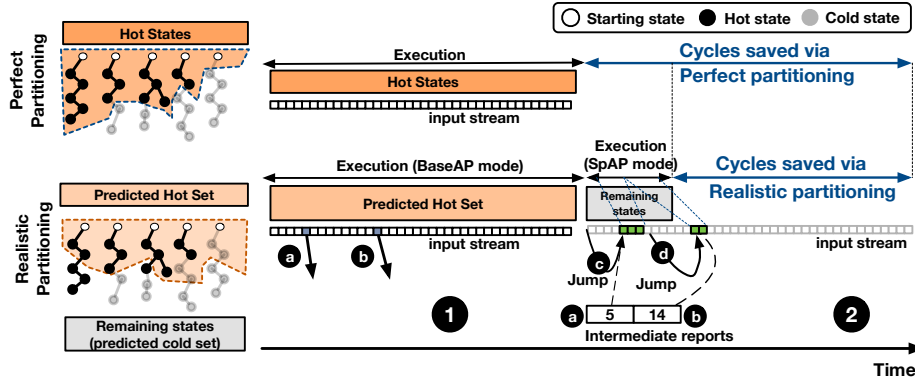 Starting state
Hot state
Cold state
Perfect
Partitioning
Hot States
Execution
Cycles saved via
Perfect partitioning
Hot States
input stream
Realistic
Partitioning
Predicted Hot Set
Remaining states
(predicted cold set)
Execution (BaseAP mode)
Execution
(SpAP mode)
Cycles saved via
Realistic partitioning
Predicted Hot Set
Remaining
states
input stream
input stream
a
b
c
d
Jump
Jump
1
a
5
14
b
Intermediate reports
2
Time